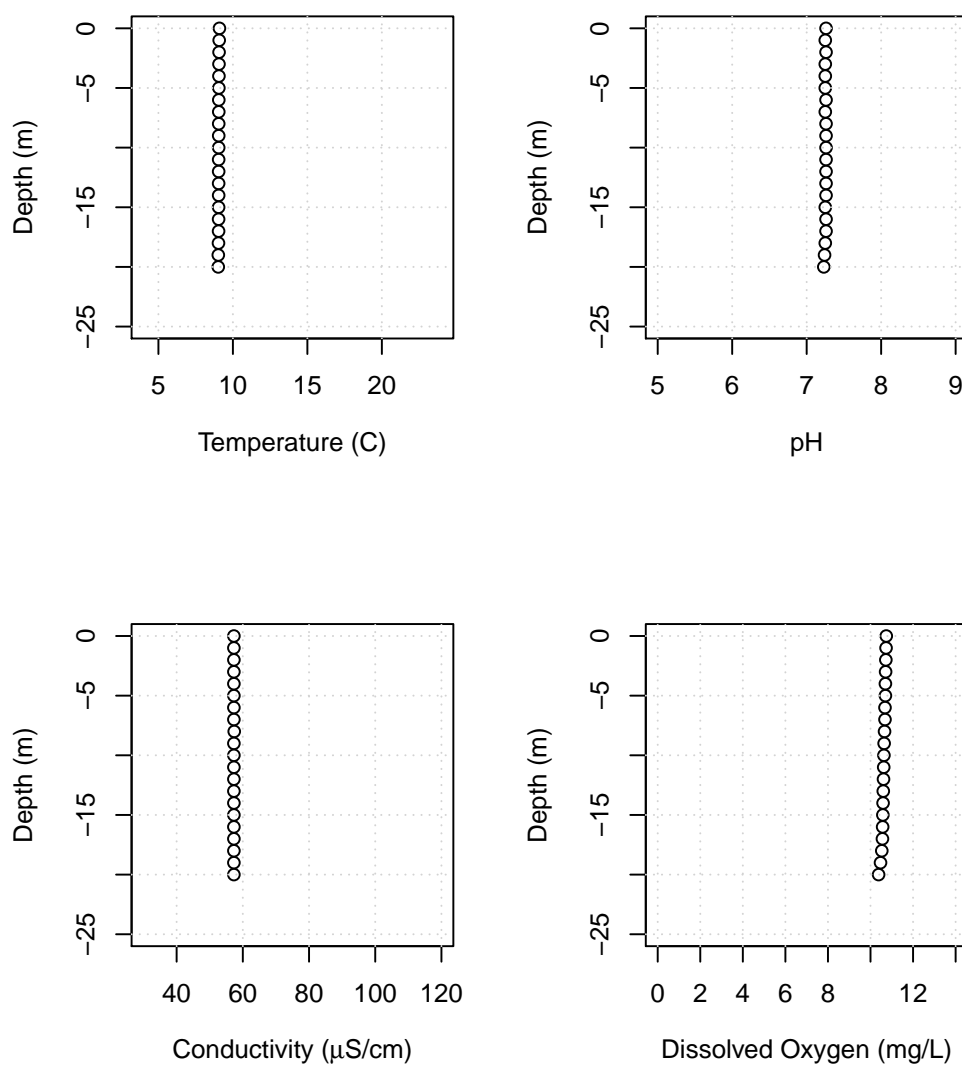 0
−5
−15
−25
Depth (m)
5 10 15 20
Temperature (C)
0
−5
−15
−25
Depth (m)
5 6 7 8 9
pH
0
−5
−15
−25
Depth (m)
40 60 80 100 120
Conductivity (μS/cm)
0
−5
−15
−25
Depth (m)
0 2 4 6 8 12
Dissolved Oxygen (mg/L)